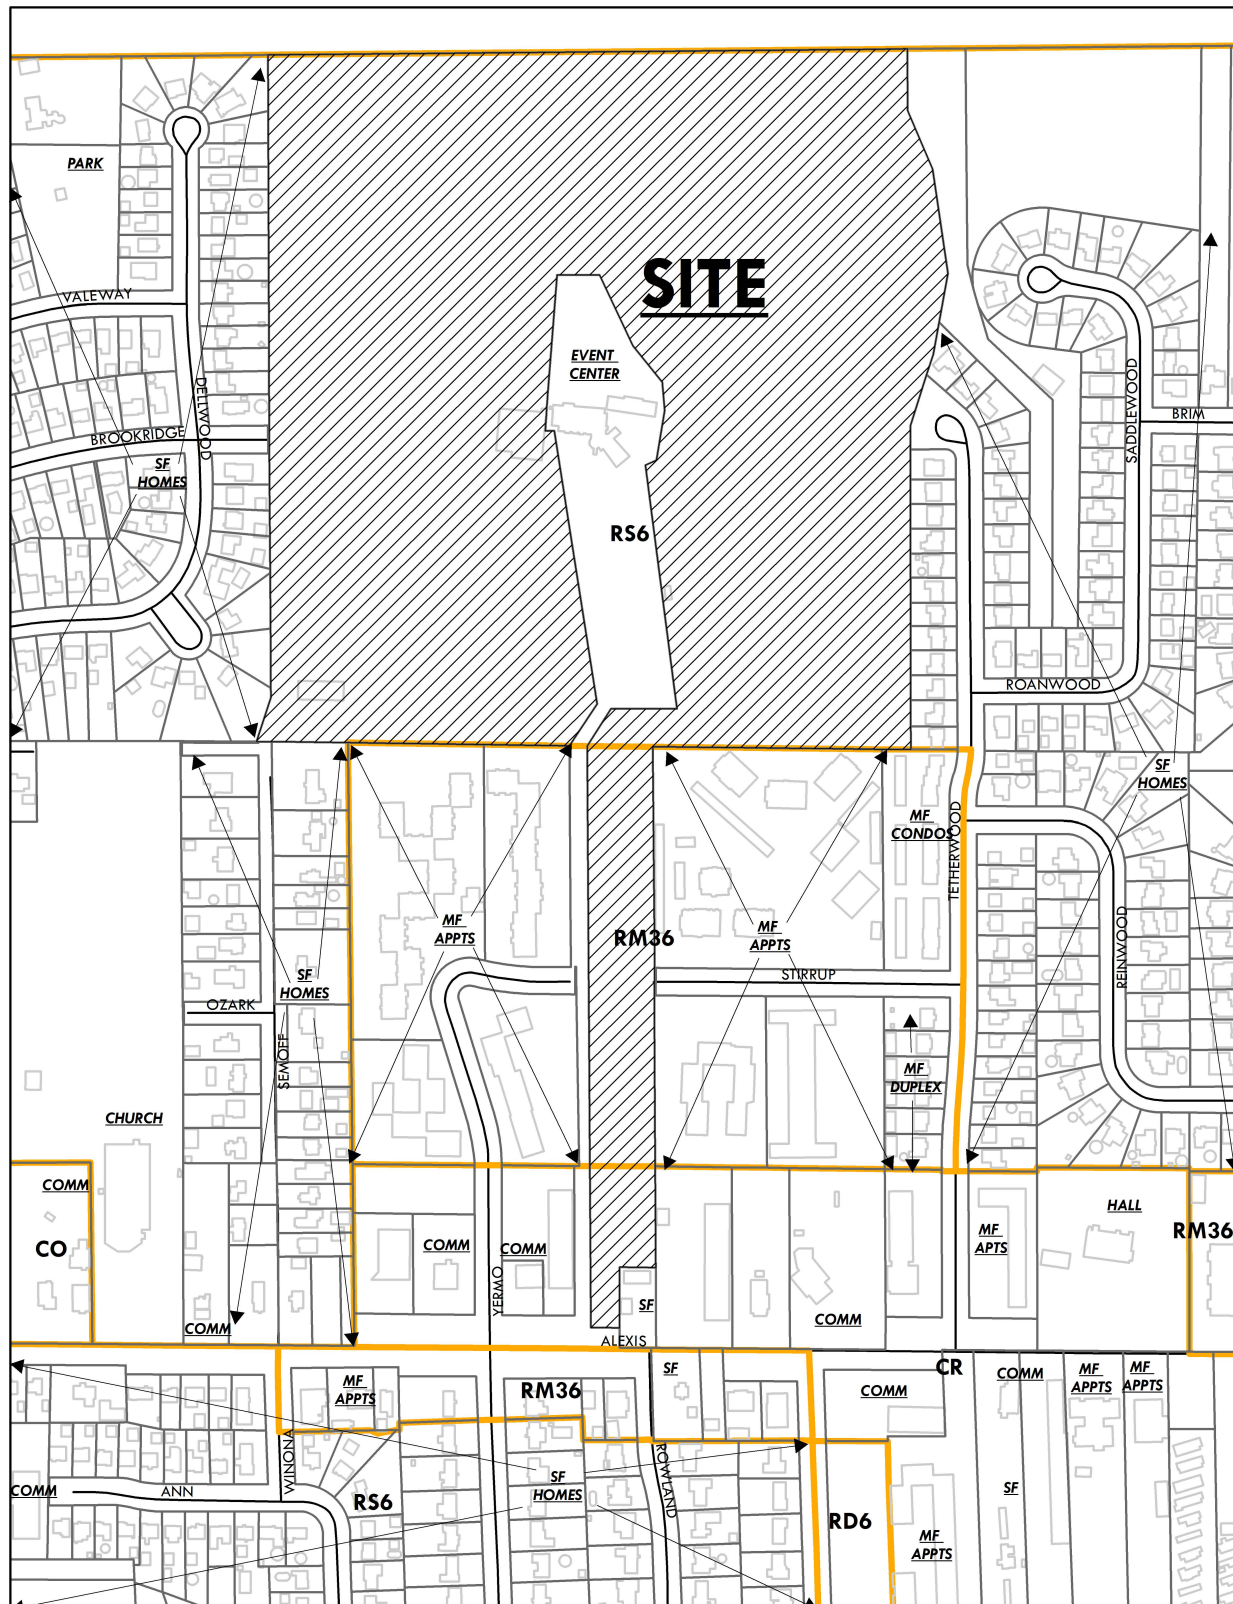 PARK
SITE
VALEWAY
EVENT
CENTER
DELLWOOD
SADDLEWOOD
BRIM
BROOKRIDGE
SF
HOMES
RS6
ROANWOOD
SF
HOMES
MF
CONDOS
TETHERWOOD
MF
APPTS
RM36
MF
APPTS
REINWOOD
SF
HOMES
STIRRUP
OZARK
SEMOFF
MF
DUPLEX
CHURCH
COMM
HALL
CO
COMM
COMM
MF
APTS
RM36
YERMO
SF
COMM
COMM
ALEXIS
SF
CR
COMM
MF
APPTS
MF
APPTS
MF
APPTS
RM36
COMM
WINONA
ROWLAND
COMM
ANN
SF
HOMES
SF
RS6
RD6
MF
APPTS